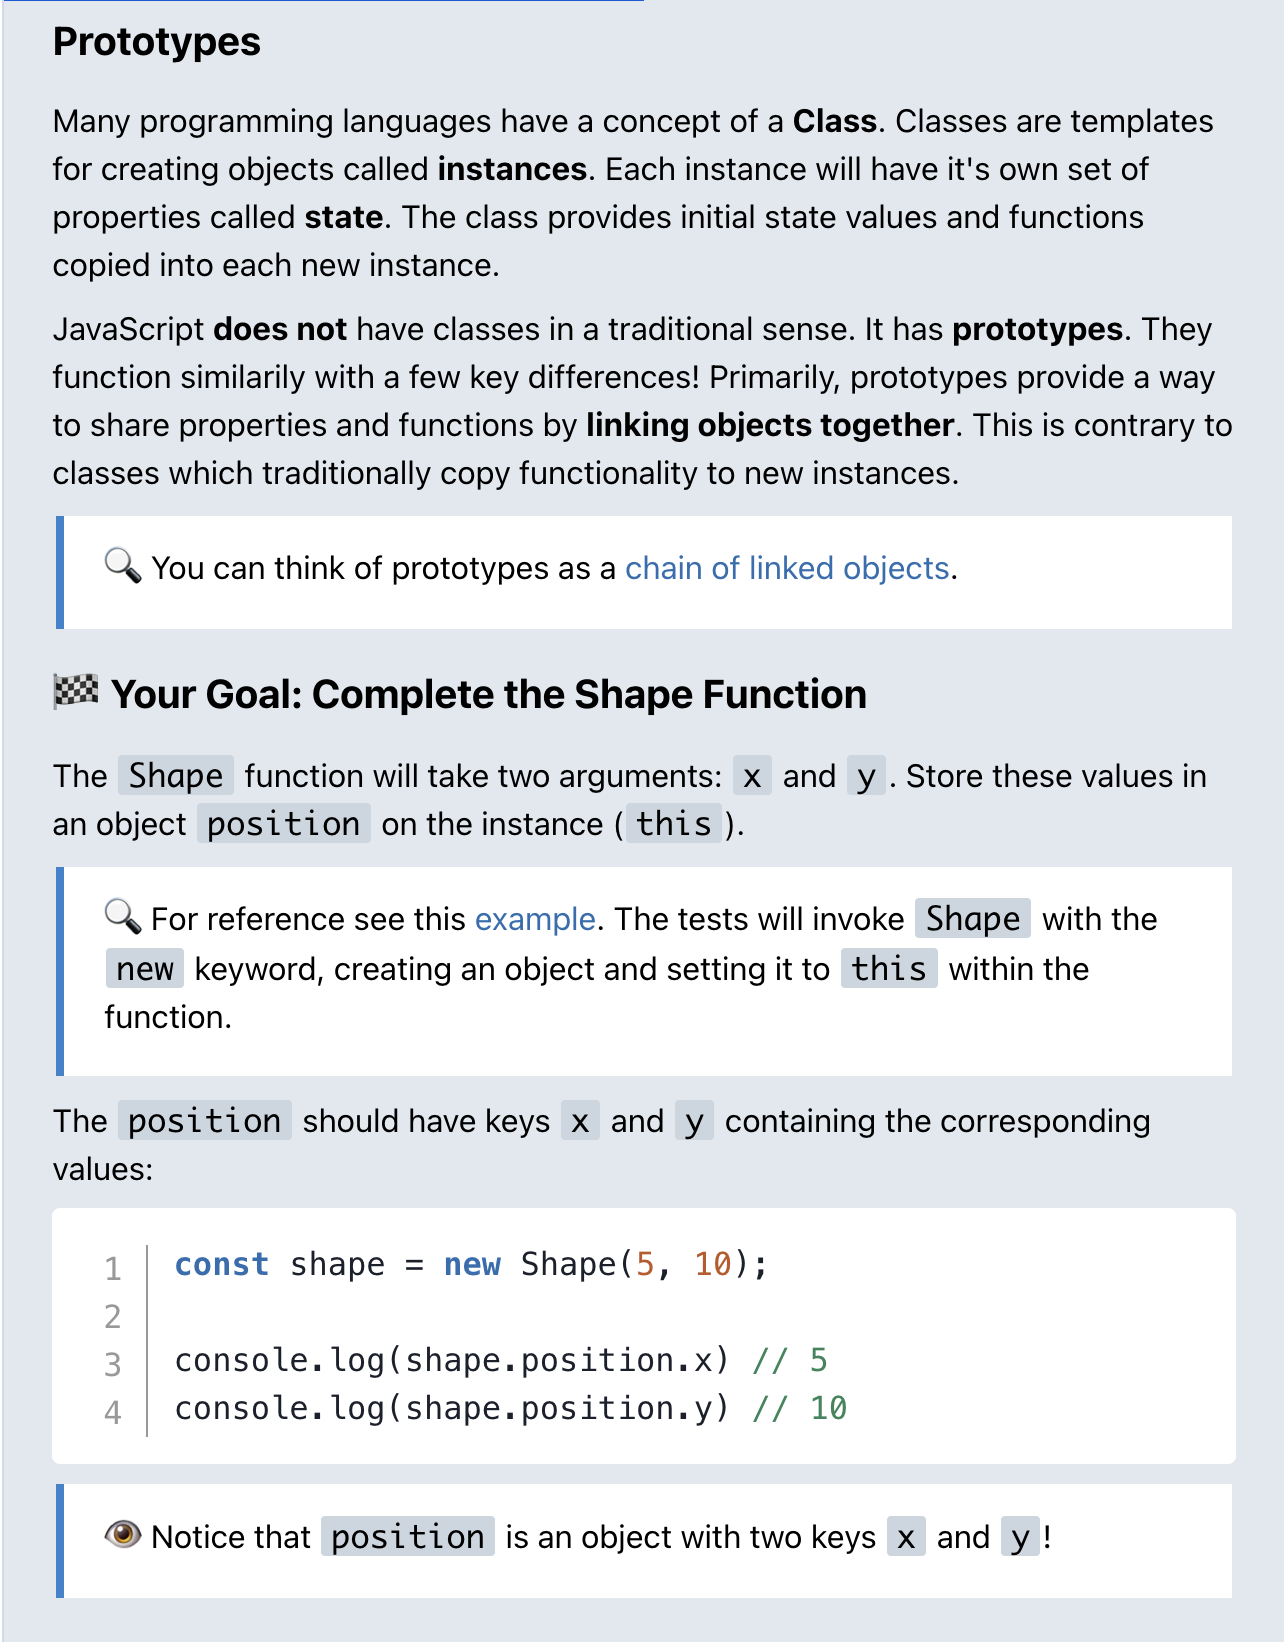 Prototypes
Many programming languages have a concept of a Class. Classes are templates
for creating objects called instances. Each instance will have it's own set of
properties called state. The class provides initial state values and functions
copied into each new instance.
JavaScript does not have classes in a traditional sense. It has prototypes. They
function similarily with a few key differences! Primarily, prototypes provide a way
to share properties and functions by linking objects together. This is contrary to
classes which traditionally copy functionality to new instances.
🔍 You can think of prototypes as a chain of linked objects.
🏁 Your Goal: Complete the Shape Function
The Shape function will take two arguments: x and y. Store these values in
an object position on the instance (this).
🔍 For reference see this example. The tests will invoke Shape with the
new keyword, creating an object and setting it to this within the
function.
The position should have keys x and y containing the corresponding
values:
1 const shape = new Shape(5, 10);
2
3 console.log(shape.position.x) // 5
4 console.log(shape.position.y) // 10
👁 Notice that position is an object with two keys x and y!